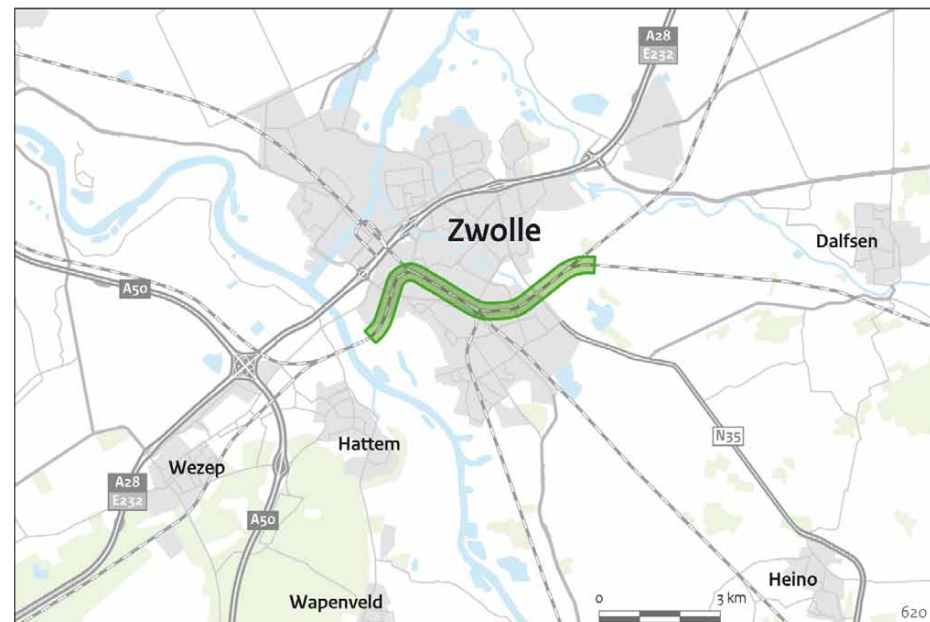 A28
E232
Zwolle
Dalfsen
A50
N35
Hattem
Wezep
A28
E232
A50
Heino
Wapenveld
0 3 km
620